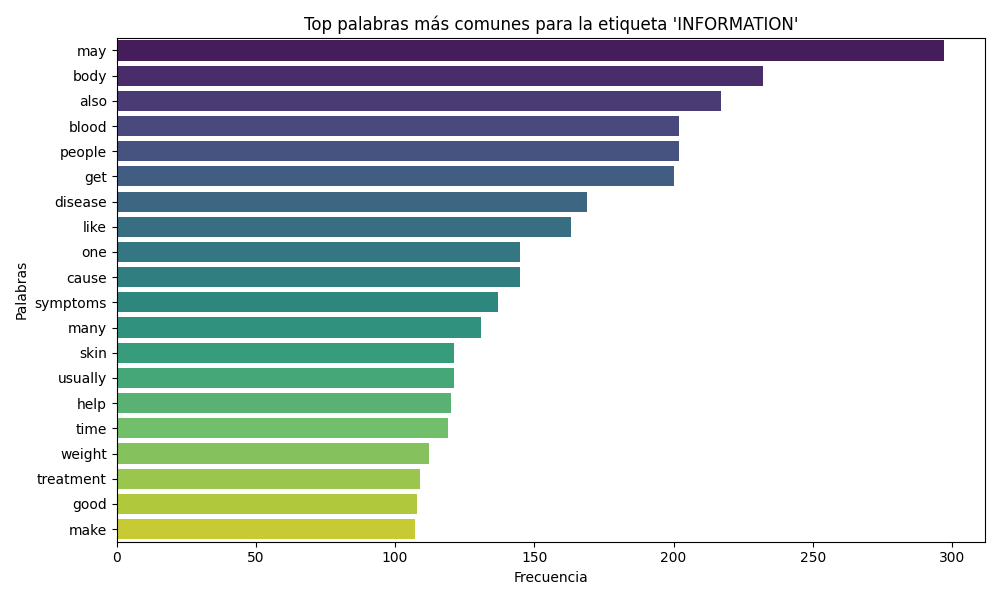 Top palabras más comunes para la etiqueta 'INFORMATION'
Palabras
may
body
also
blood
people
get
disease
like
one
cause
symptoms
many
skin
usually
help
time
weight
treatment
good
make
0 50 100 150 200 250 300
Frecuencia